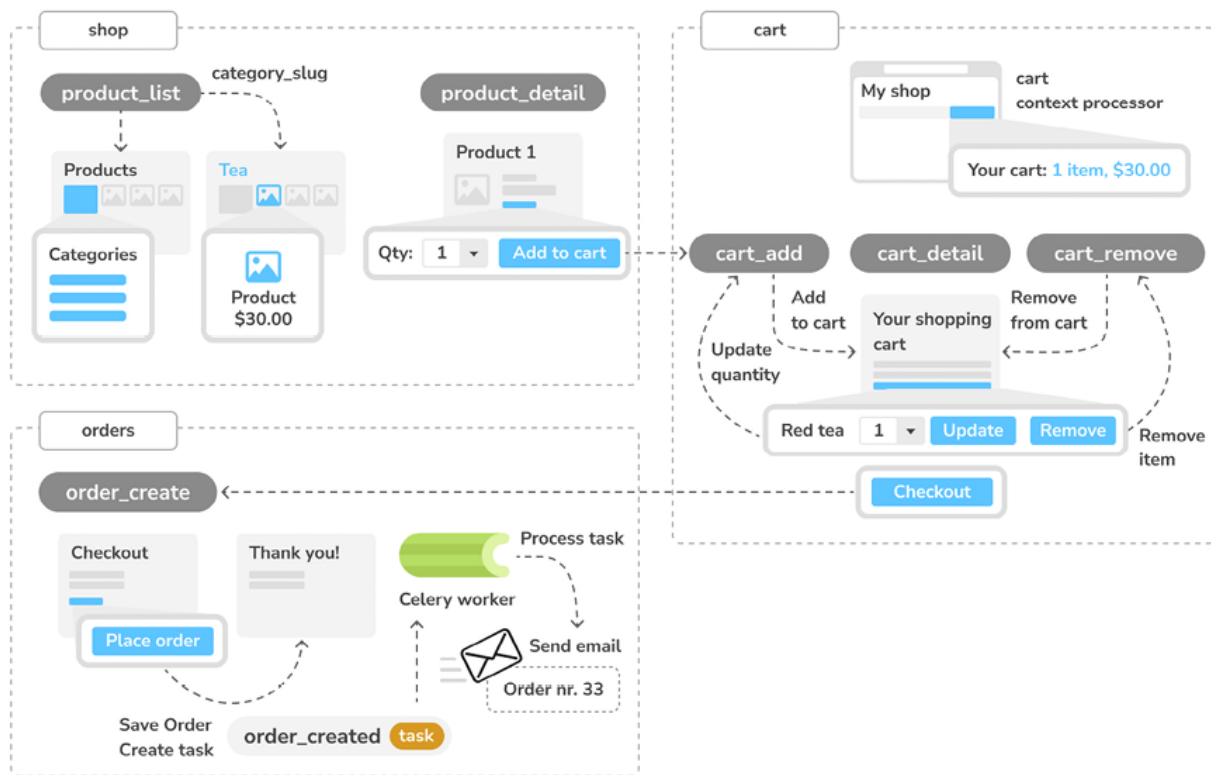 shop
product_list
category_slug
product_detail
Products
Tea
Product 1
Categories
Product
$30.00
Qty: 1 Add to cart
cart
My shop
cart
context processor
Your cart: 1 item, $30.00
cart_add
cart_detail
cart_remove
Add
to cart
Your shopping
cart
Remove
from cart
Update
quantity
Red tea 1 Update Remove
Remove
item
Checkout
orders
order_create
Checkout
Thank you!
Place order
Process task
Celery worker
Send email
Order nr. 33
Save Order
Create task
order_created task